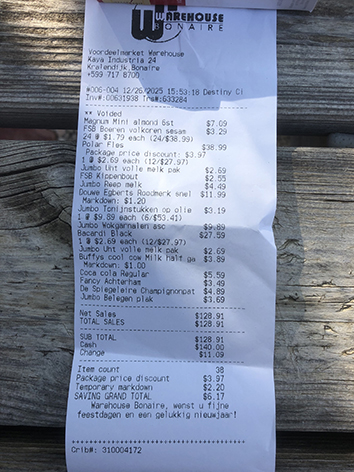 WAREHOUSE
BONAIRE
Voordeelmarket Warehouse
Kaya Industria 24
Kralendijk, Bonaire
+599 717 8700
#006-004 12/26/2025 15:53:18 Destiny Ci
Inv#:00631938 Trs#:G33284
** Voided
Magnum Mini almond 6st $7.09
FSB Boeren volkoren sesam $3.29
24 @ $1.79 each (24/$38.99)
Polar Fles $38.99
Package price discount: $3.97
1 @ $2.69 each (12/$27.97)
Jumbo Uht volle melk pak $2.69
FSB Kippenbout $2.55
Jumbo Reep melk $4.49
Douwe Egberts Roodmerk snel $11.99
Markdown: $1.20
Jumbo Tonijnstukken op olie $3.19
1 @ $9.89 each (6/$53.41)
Jumbo Wokgarnalen asc $9.89
Bacardi Black $27.59
1 @ $2.69 each (12/$27.97)
Jumbo Uht volle melk pak $2.69
Buffys cool cow Milk half ga $3.89
Markdown: $1.00
Coca cola Regular $5.59
Fancy Achterham $3.49
De Spiegeleire Champignonpat $4.89
Jumbo Belegen plak $3.69
Net Sales $128.91
TOTAL SALES $128.91
SUB TOTAL $128.91
Cash $140.00
Change $11.09
Item count 38
Package price discount $3.97
Temporary markdown $2.20
SAVING GRAND TOTAL $6.17
Warehouse Bonaire, wenst u fijne
feestdagen en een gelukkig nieuwjaar!
Crib#: 310004172